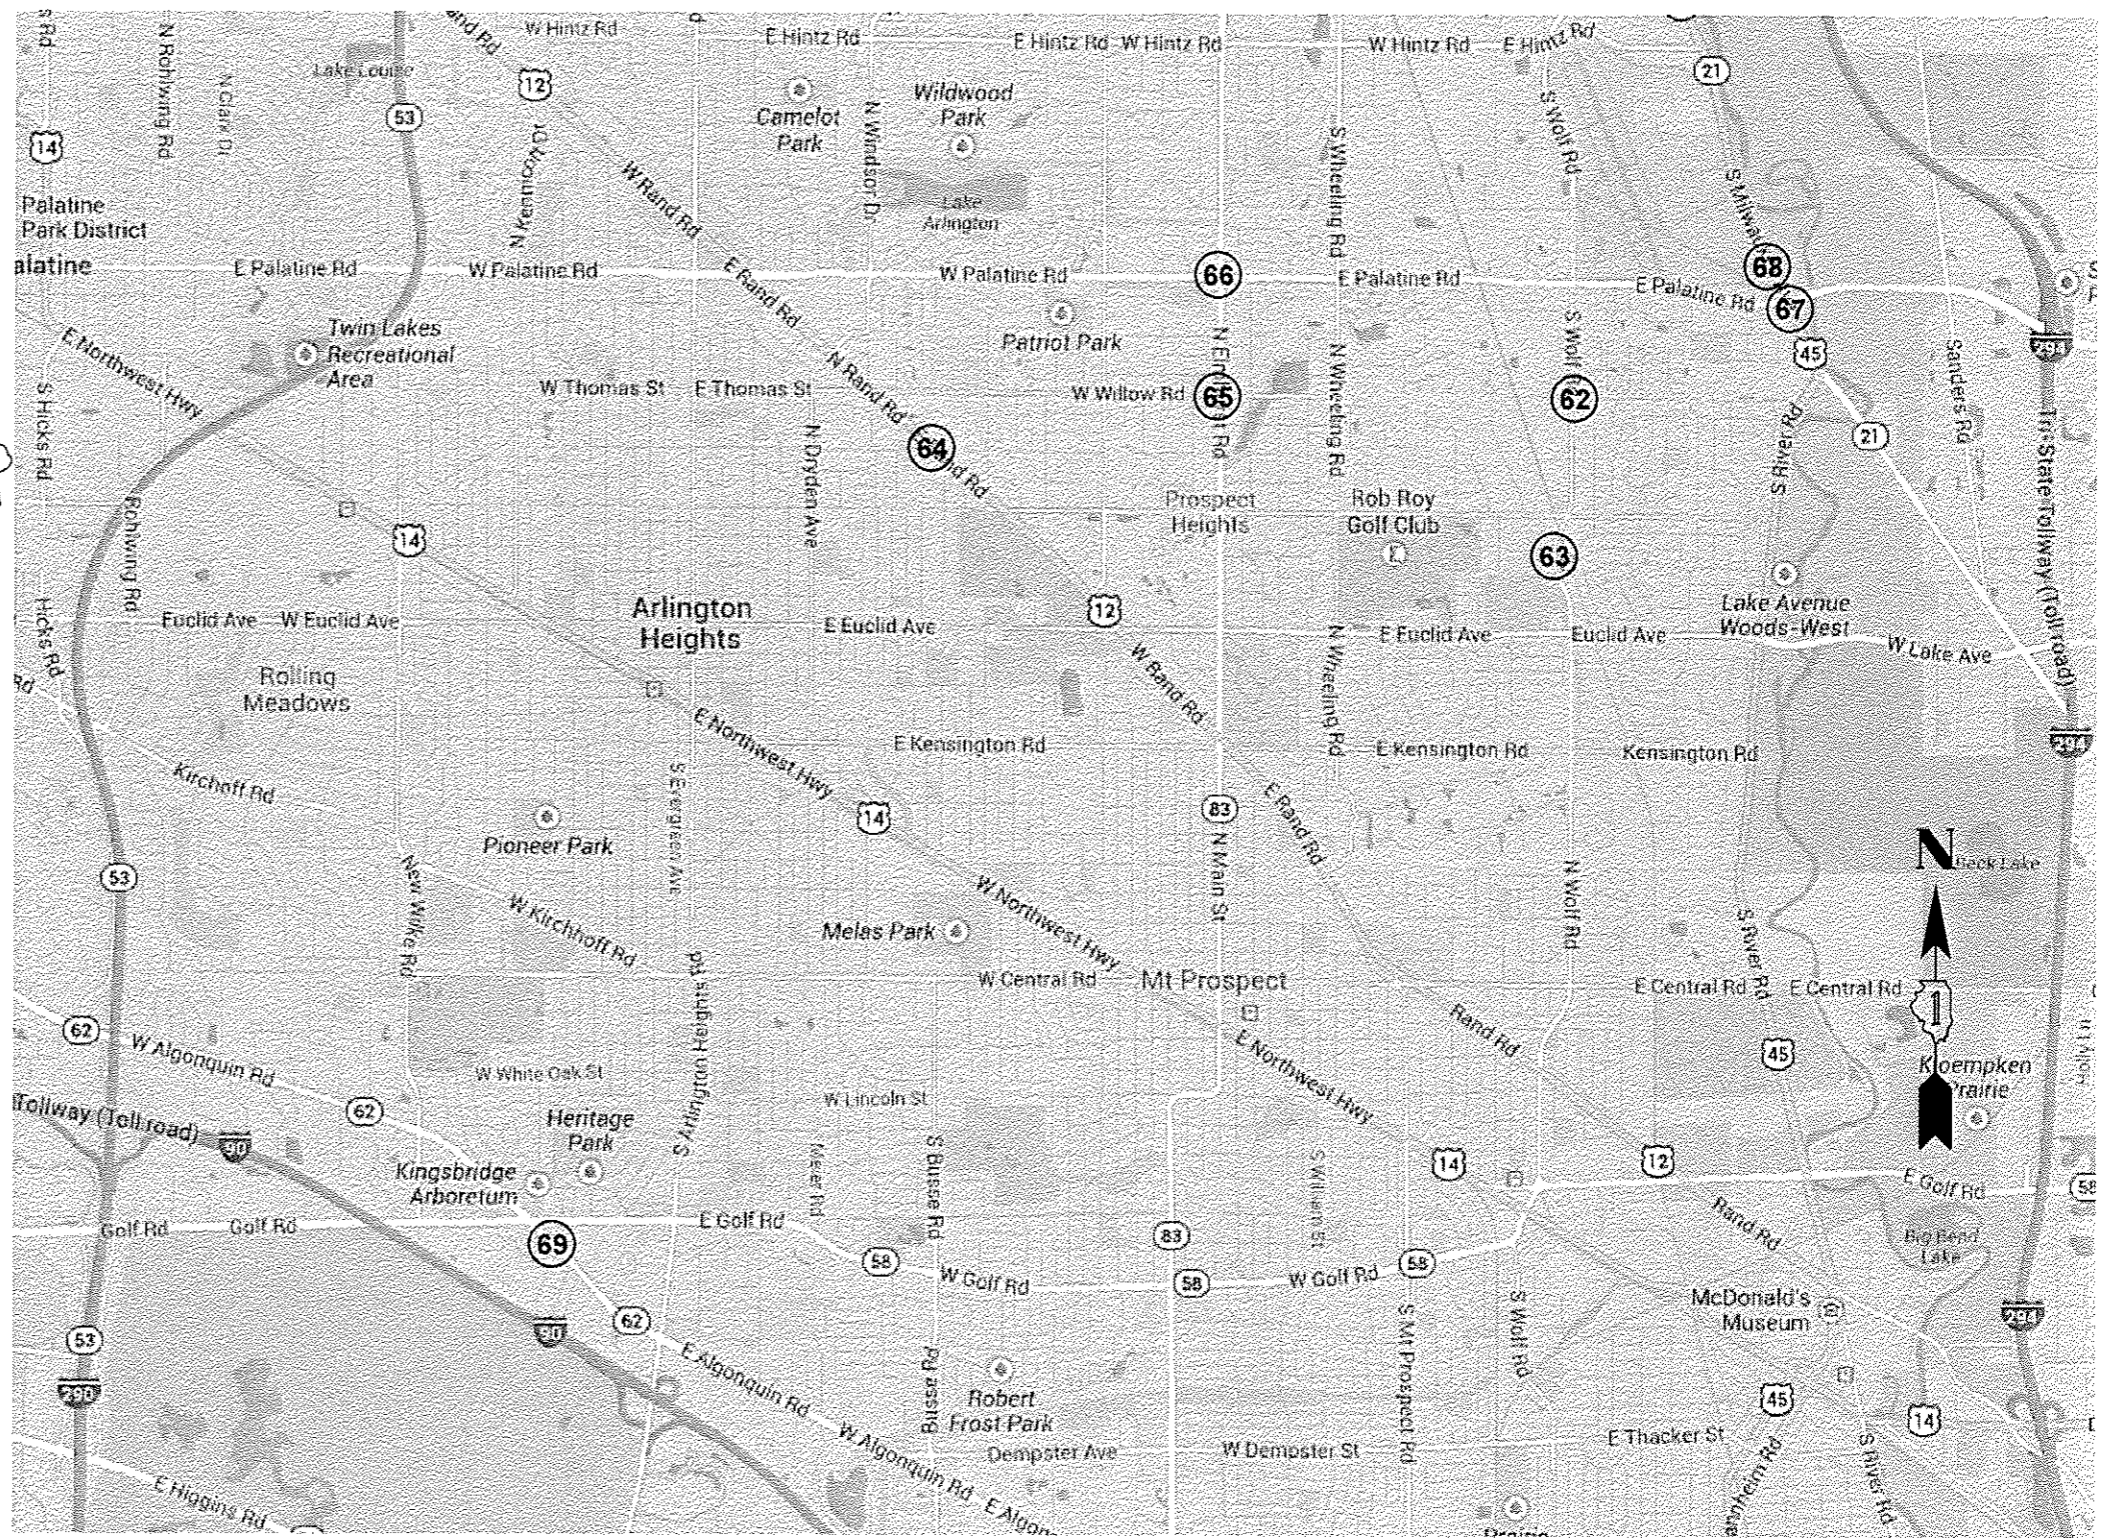 W Hintz Rd
E Hintz Rd
E Hintz Rd
W Hintz Rd
W Hintz Rd
E Hintz Rd
N Rohlwing Rd
N Clark Dr
Lake Louise
12
53
21
14
Camelot
Park
Wildwood
Park
N Windsor Dr
N Kennicott Dr
W Rand Rd
S Wheeling Rd
S Wolf Rd
Lake
Arlington
Palatine
Park District
alatine
E Palatine Rd
W Palatine Rd
E Rand Rd
W Palatine Rd
66
E Palatine Rd
E Palatine Rd
68
67
294
45
21
E Northwest Hwy
Twin Lakes
Recreational
Area
Patriot Park
N Rand Rd
W Thomas St
E Thomas St
W Willow Rd
65
62
64
N Wheeling Rd
Sanders Rd
S River Rd
Tri-State Tollway (Toll road)
S Hicks Rd
N Dryden Ave
Rohlwing Rd
14
Prospect
Heights
Rob Roy
Golf Club
63
12
Hicks Rd
Euclid Ave
W Euclid Ave
Arlington
Heights
E Euclid Ave
E Euclid Ave
Euclid Ave
Lake Avenue
Woods-West
W Lake Ave
Rolling
Meadows
W Rand Rd
N Wheeling Rd
Rd
294
E Northwest Hwy
E Kensington Rd
E Kensington Rd
Kensington Rd
Kirchoff Rd
S Evergreen Ave
14
83
E Rand Rd
Pioneer Park
N
Beck Lake
53
New Wilke Rd
W Kirchhoff Rd
Melas Park
W Northwest Hwy
N Main St
N Wolf Rd
S River Rd
W Central Rd
Mt Prospect
E Central Rd
E Central Rd
S Arlington Heights Rd
Rand Rd
1
62
W Algonquin Rd
E Northwest Hwy
45
Kloempken
Prairie
W White Oak St
Tollway (Toll road)
90
62
Heritage
Park
W Lincoln St
Meier Rd
S Busse Rd
S William St
14
12
Kingsbridge
Arboretum
E Golf Rd
58
Golf Rd
Golf Rd
69
E Golf Rd
58
W Golf Rd
83
58
W Golf Rd
58
Rand Rd
Big Bend
Lake
McDonald's
Museum
294
53
90
62
290
E Algonquin Rd
Robert
Frost Park
Busse Rd
S Mt Prospect Rd
S Wolf Rd
45
14
W Algonquin Rd
Dempster Ave
W Dempster St
E Thacker St
S River Rd
E Higgins Rd